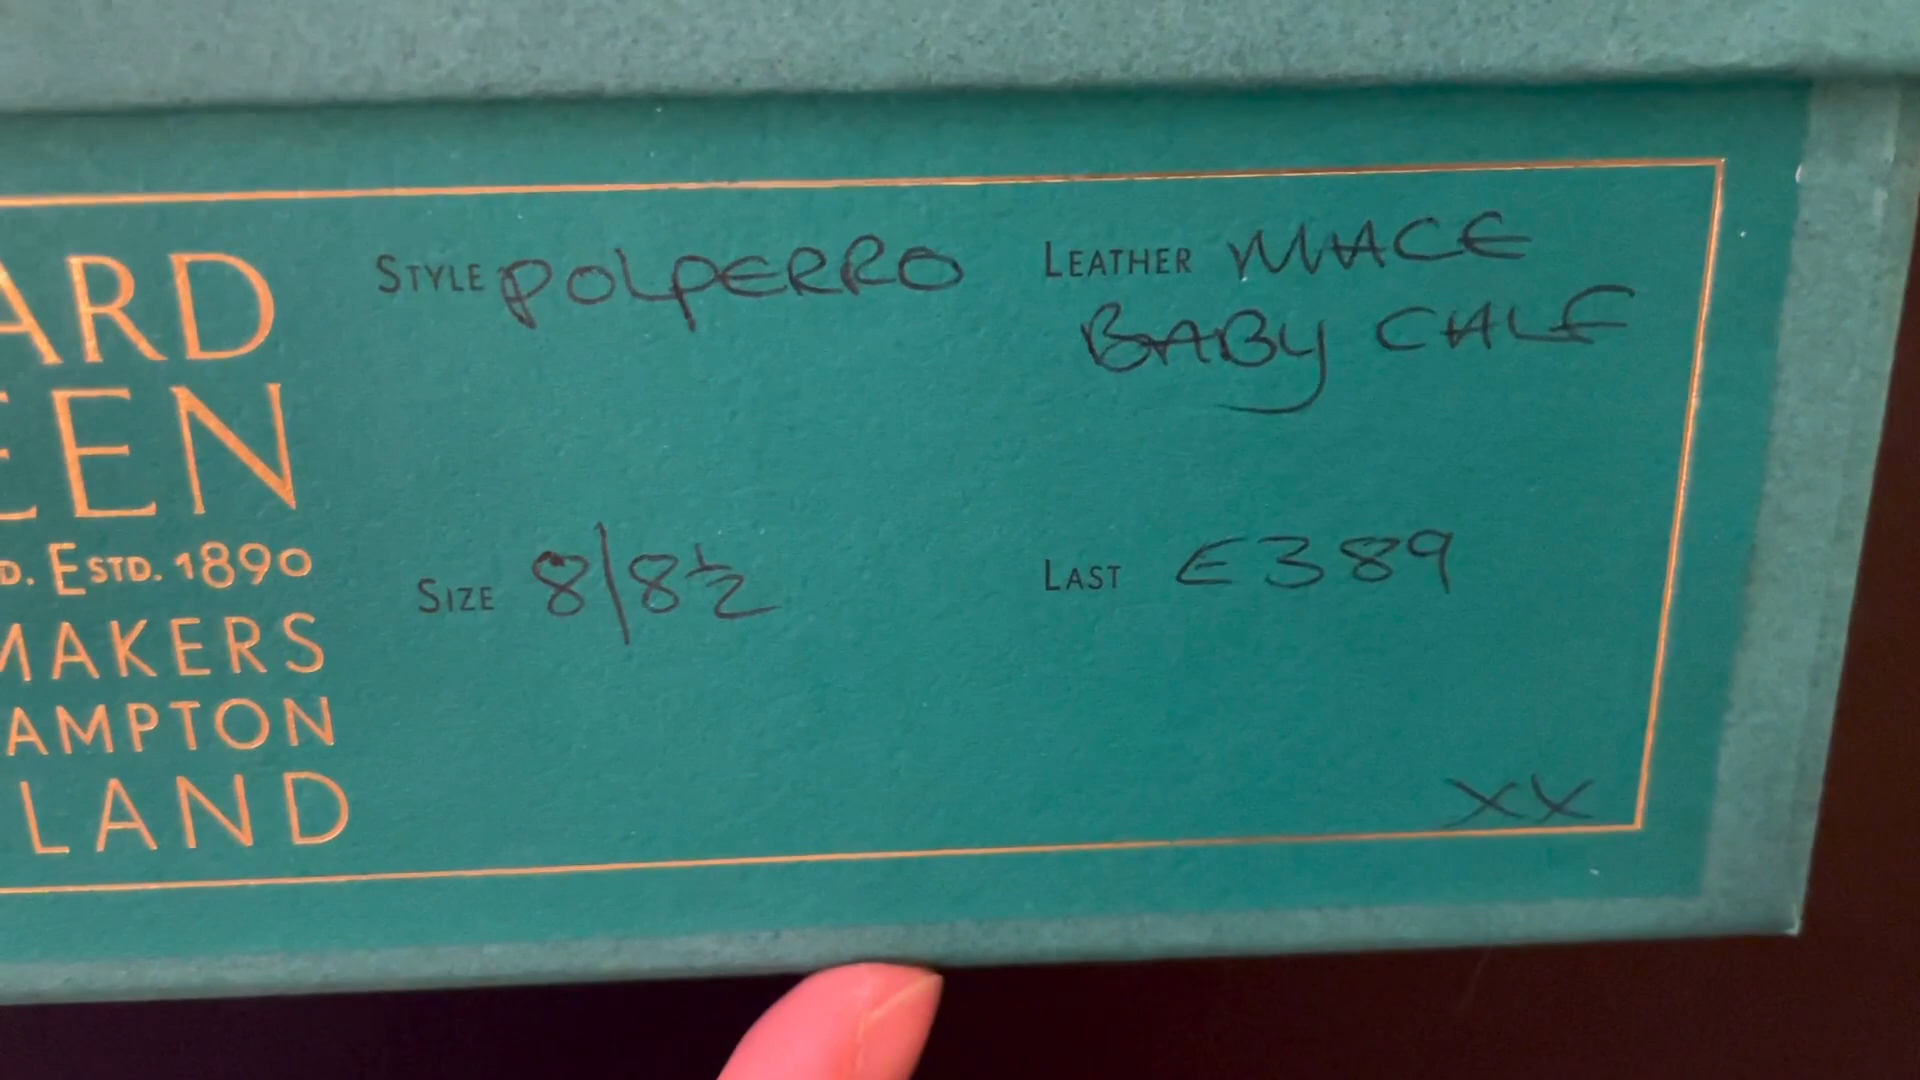 ARD
EEN
D. ESTD. 1890
MAKERS
AMPTON
LAND
STYLE POLPERRO
LEATHER MACE
BABY CALF
SIZE 8/8½
LAST E389
XX